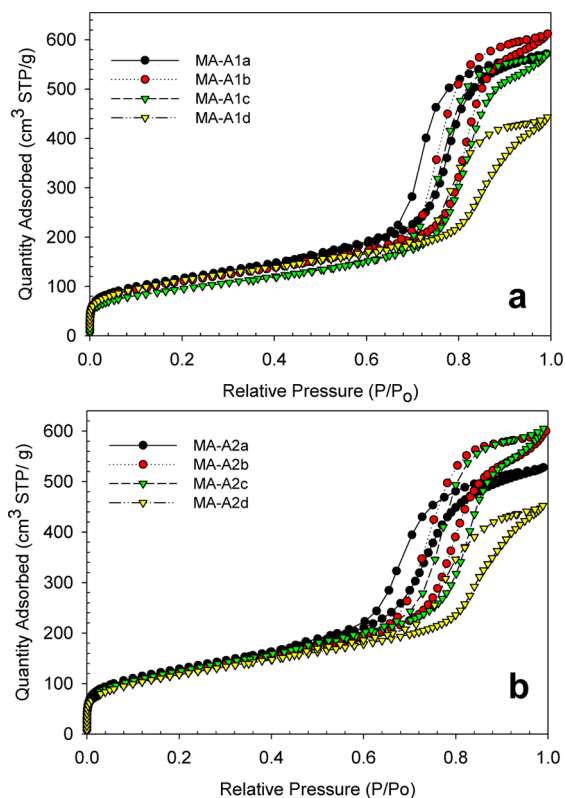 600
500
400
300
200
100
0
Quantity Adsorbed (cm3 STP/g)
MA-A1a
MA-A1b
MA-A1c
MA-A1d
a
0.0 0.2 0.4 0.6 0.8 1.0
Relative Pressure (P/Po)
600
500
400
300
200
100
0
Quantity Adsorbed (cm3 STP/ g)
MA-A2a
MA-A2b
MA-A2c
MA-A2d
b
0.0 0.2 0.4 0.6 0.8 1.0
Relative Pressure (P/Po)